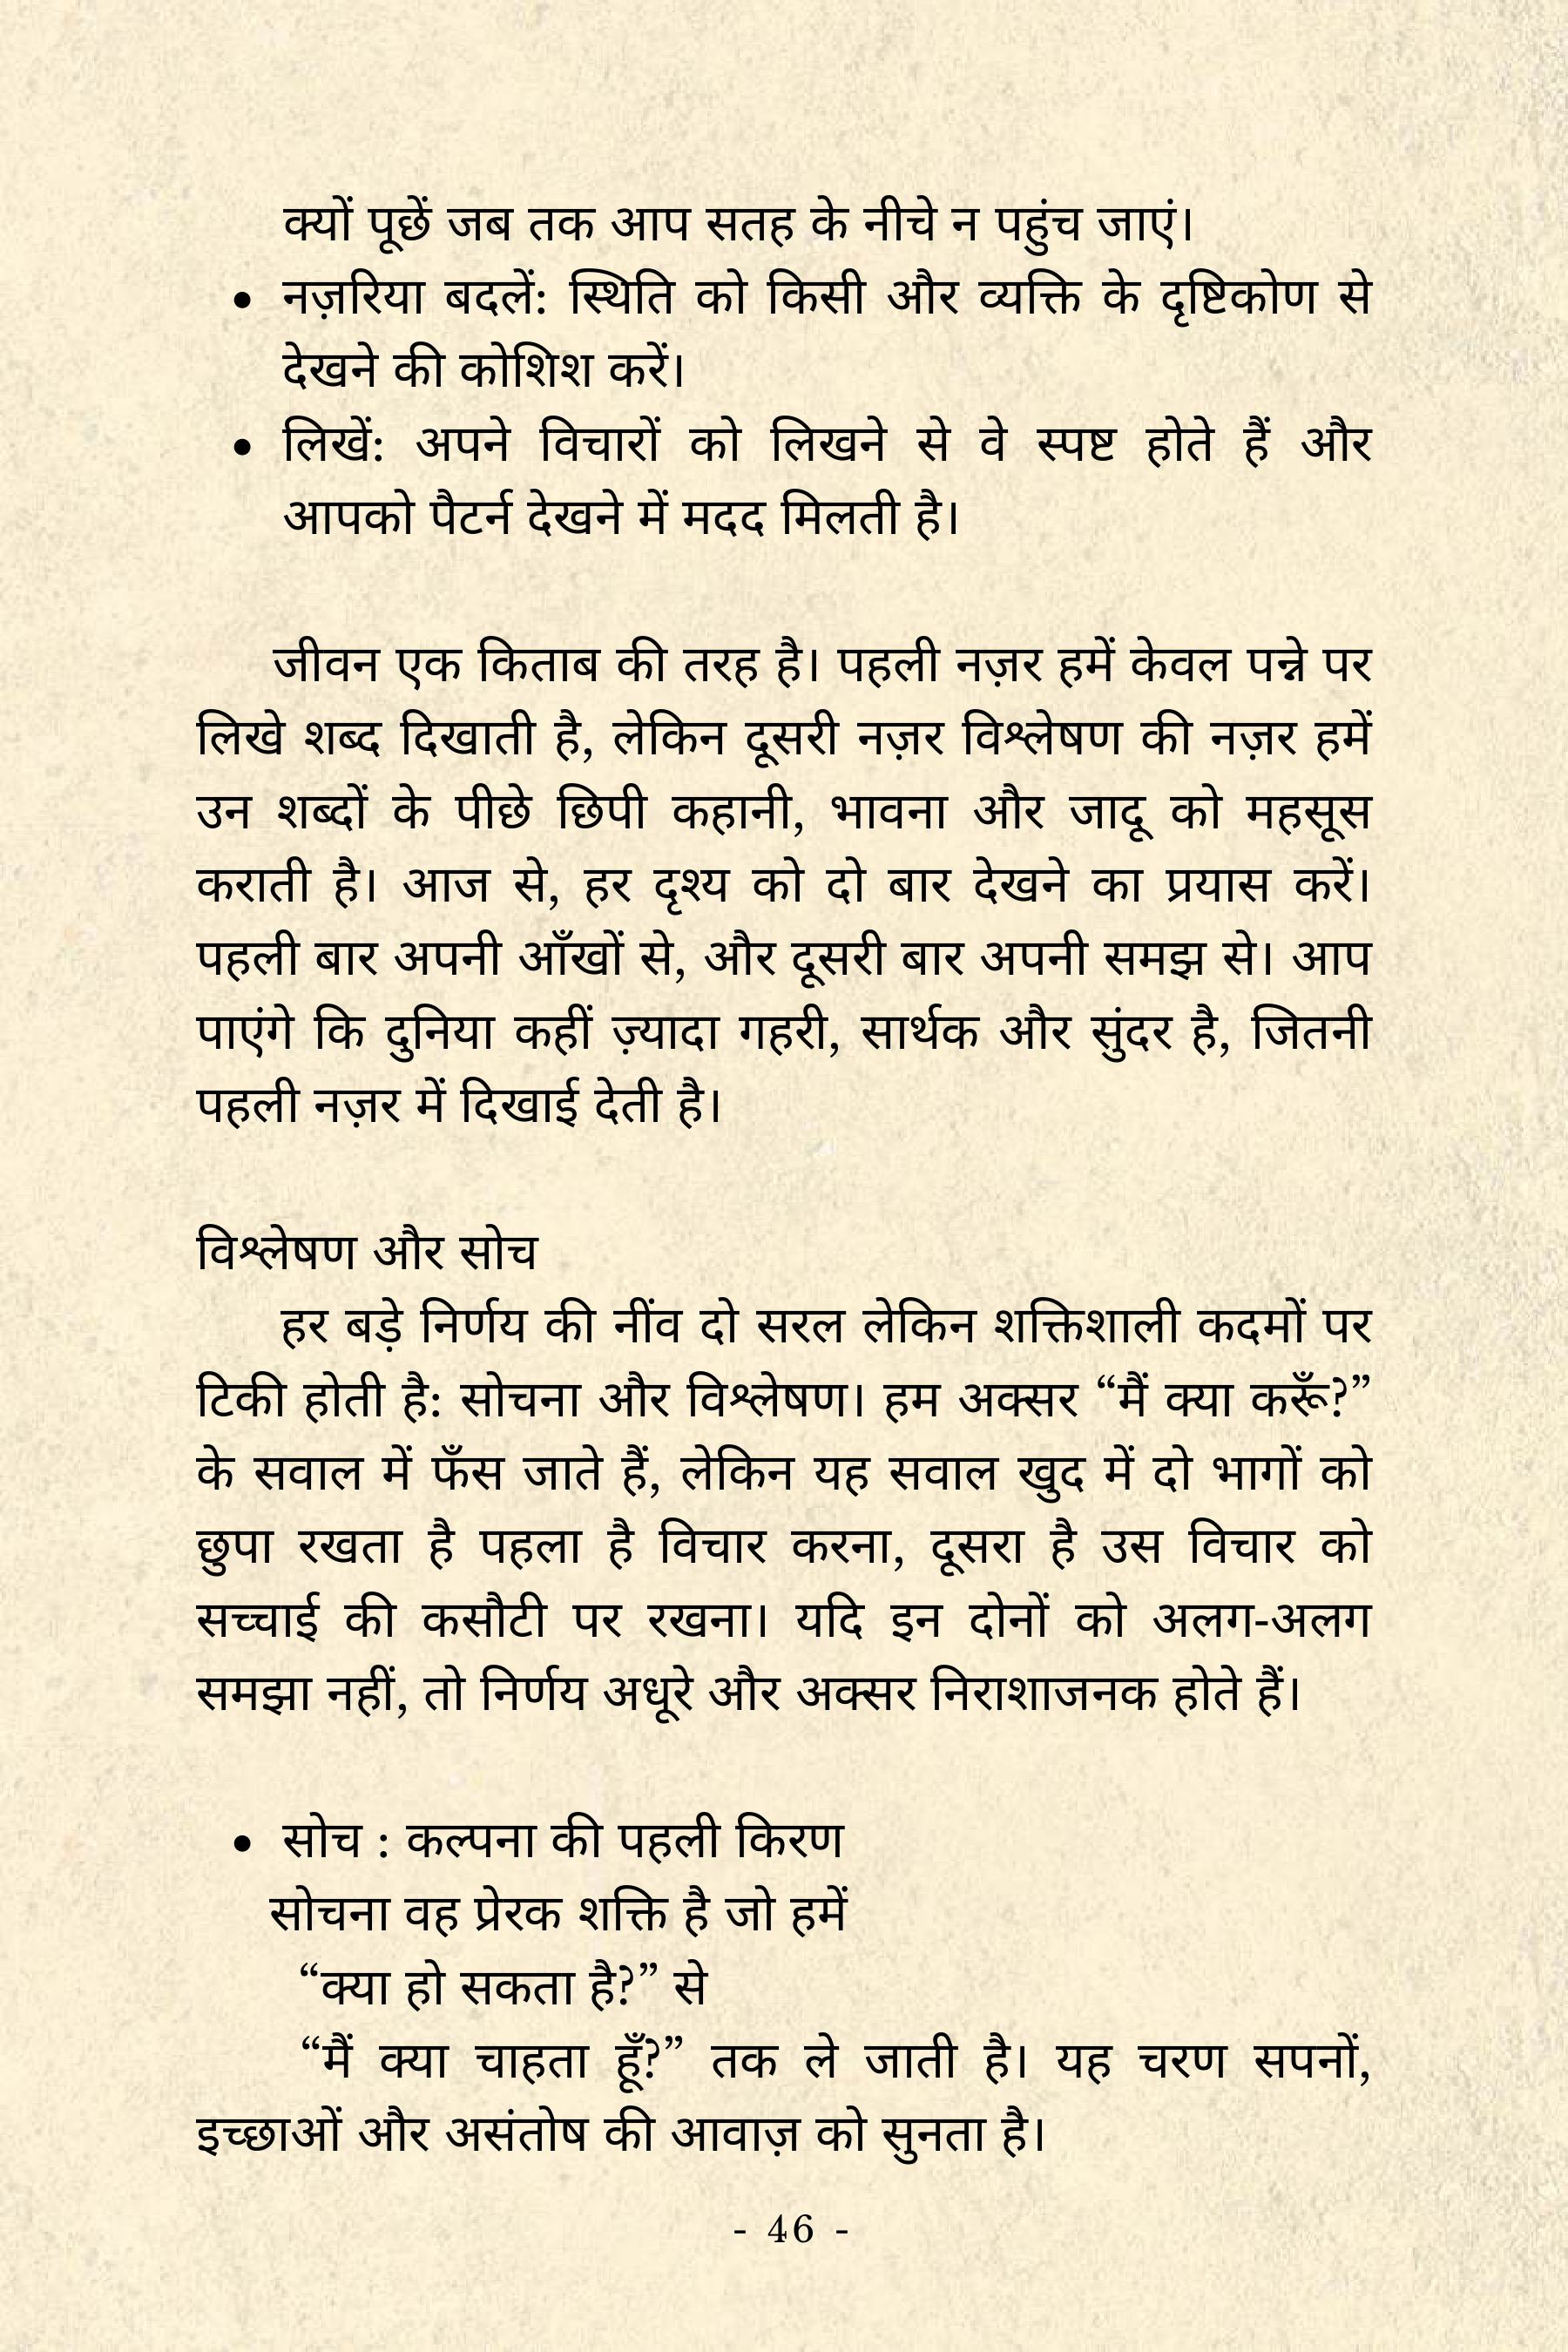 क्यों पूछें जब तक आप सतह के नीचे न पहुंच जाएं।
• नज़रिया बदलें: स्थिति को किसी और व्यक्ति के दृष्टिकोण से
देखने की कोशिश करें।
• लिखें: अपने विचारों को लिखने से वे स्पष्ट होते हैं और
आपको पैटर्न देखने में मदद मिलती है।
जीवन एक किताब की तरह है। पहली नज़र हमें केवल पन्ने पर
लिखे शब्द दिखाती है, लेकिन दूसरी नज़र विश्लेषण की नज़र हमें
उन शब्दों के पीछे छिपी कहानी, भावना और जादू को महसूस
कराती है। आज से, हर दृश्य को दो बार देखने का प्रयास करें।
पहली बार अपनी आँखों से, और दूसरी बार अपनी समझ से। आप
पाएंगे कि दुनिया कहीं ज़्यादा गहरी, सार्थक और सुंदर है, जितनी
पहली नज़र में दिखाई देती है।
विश्लेषण और सोच
हर बड़े निर्णय की नींव दो सरल लेकिन शक्तिशाली कदमों पर
टिकी होती है: सोचना और विश्लेषण। हम अक्सर “मैं क्या करूँ?”
के सवाल में फँस जाते हैं, लेकिन यह सवाल खुद में दो भागों को
छुपा रखता है पहला है विचार करना, दूसरा है उस विचार को
सच्चाई की कसौटी पर रखना। यदि इन दोनों को अलग-अलग
समझा नहीं, तो निर्णय अधूरे और अक्सर निराशाजनक होते हैं।
• सोच : कल्पना की पहली किरण
सोचना वह प्रेरक शक्ति है जो हमें
“क्या हो सकता है?” से
“मैं क्या चाहता हूँ?” तक ले जाती है। यह चरण सपनों,
इच्छाओं और असंतोष की आवाज़ को सुनता है।
- 46 -